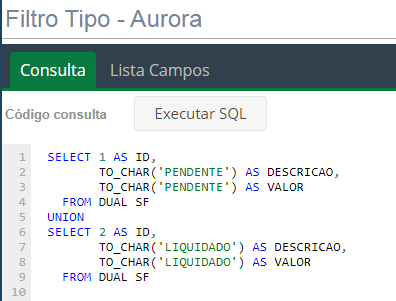 Filtro Tipo - Aurora
Consulta Lista Campos
Código consulta Executar SQL
1 SELECT 1 AS ID,
2 TO_CHAR('PENDENTE') AS DESCRICAO,
3 TO_CHAR('PENDENTE') AS VALOR
4 FROM DUAL SF
5 UNION
6 SELECT 2 AS ID,
7 TO_CHAR('LIQUIDADO') AS DESCRICAO,
8 TO_CHAR('LIQUIDADO') AS VALOR
9 FROM DUAL SF
10